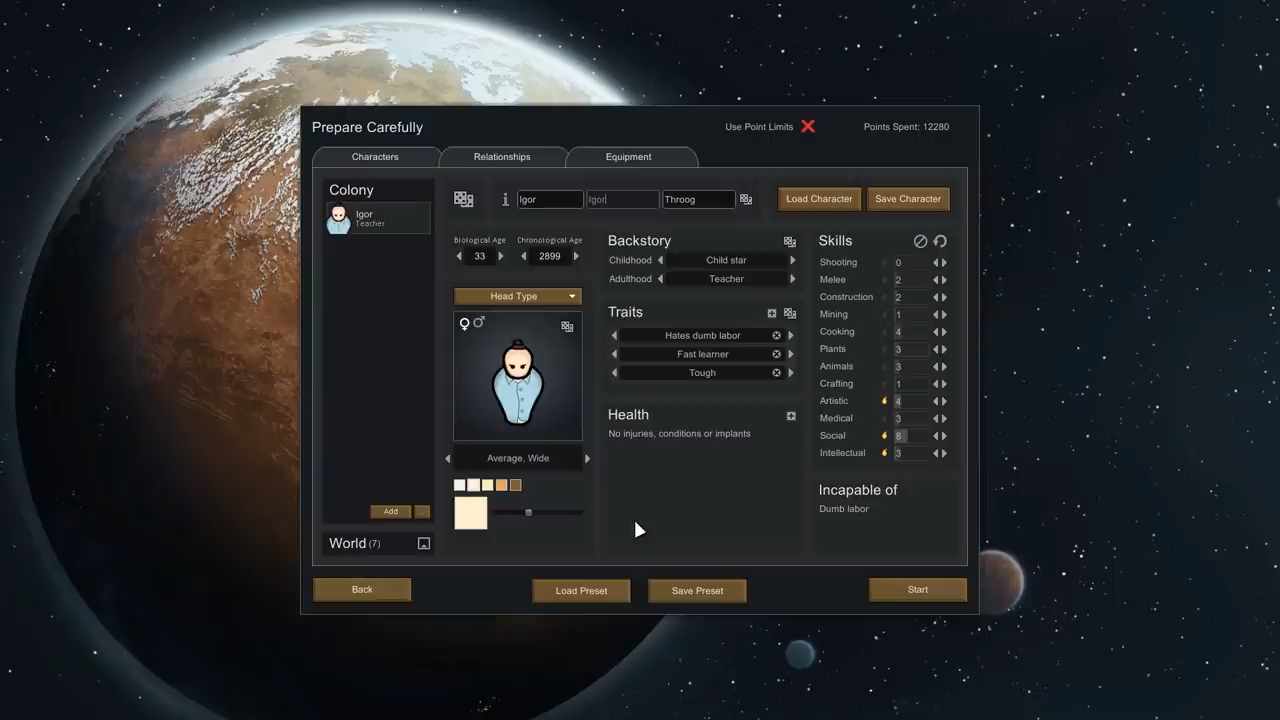 Prepare Carefully
Use Point Limits
Points Spent: 12280
Characters
Relationships
Equipment
Colony
Igor
Teacher
Add
...
World (7)
Igor
Igor
Throog
Load Character
Save Character
Biological Age
Chronological Age
33
2899
Head Type
Average, Wide
Backstory
Childhood
Child star
Adulthood
Teacher
Traits
Hates dumb labor
Fast learner
Tough
Health
No injuries, conditions or implants
Skills
Shooting 0
Melee 2
Construction 2
Mining 1
Cooking 4
Plants 3
Animals 3
Crafting 1
Artistic 4
Medical 3
Social 8
Intellectual 3
Incapable of
Dumb labor
Back
Load Preset
Save Preset
Start